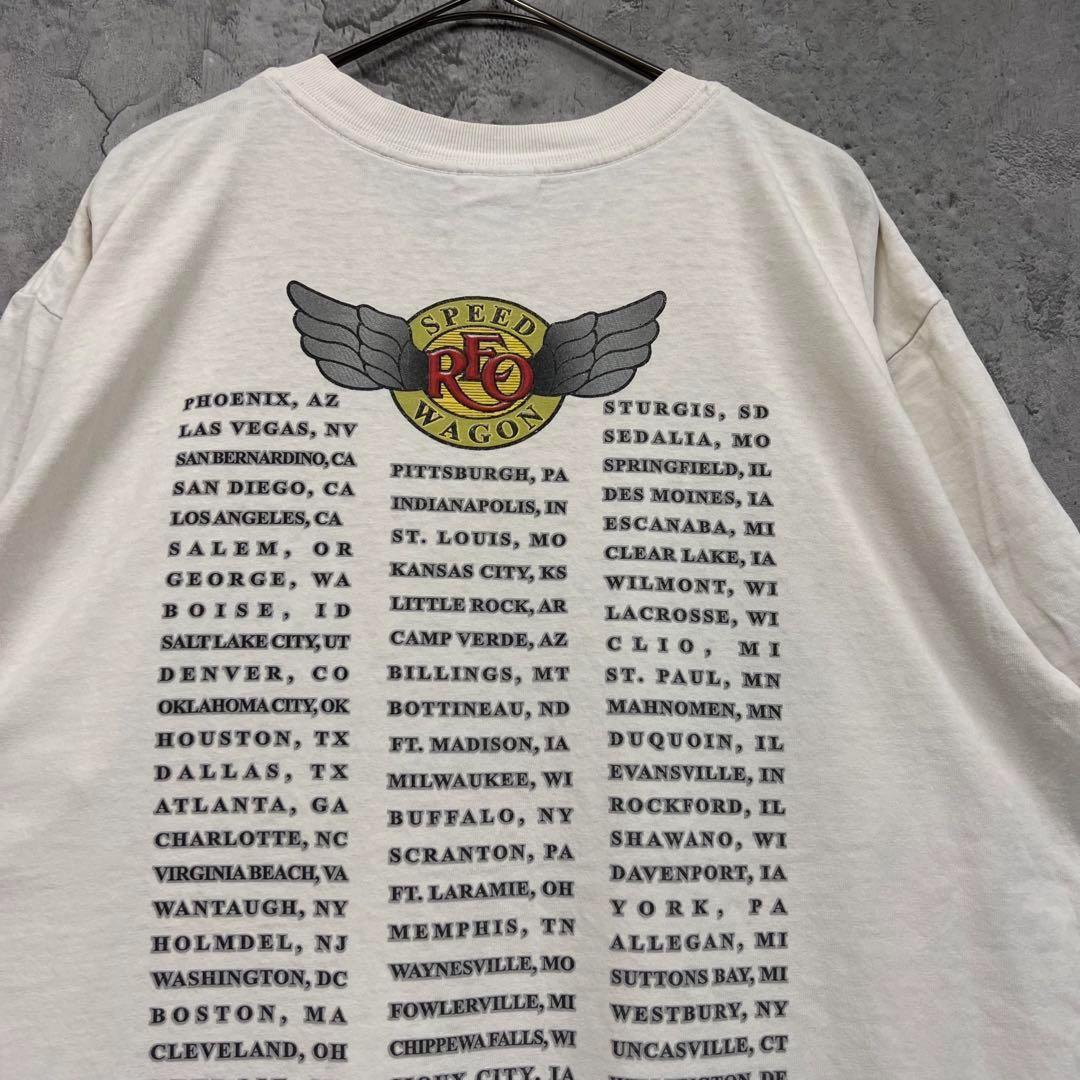 SPEED
REO
WAGON
PHOENIX, AZ
LAS VEGAS, NV
SAN BERNARDINO, CA
SAN DIEGO, CA
LOS ANGELES, CA
SALEM, OR
GEORGE, WA
BOISE, ID
SALT LAKE CITY, UT
DENVER, CO
OKLAHOMA CITY, OK
HOUSTON, TX
DALLAS, TX
ATLANTA, GA
CHARLOTTE, NC
VIRGINIA BEACH, VA
WANTAUGH, NY
HOLMDEL, NJ
WASHINGTON, DC
BOSTON, MA
CLEVELAND, OH
PITTSBURGH, PA
INDIANAPOLIS, IN
ST. LOUIS, MO
KANSAS CITY, KS
LITTLE ROCK, AR
CAMP VERDE, AZ
BILLINGS, MT
BOTTINEAU, ND
FT. MADISON, IA
MILWAUKEE, WI
BUFFALO, NY
SCRANTON, PA
FT. LARAMIE, OH
MEMPHIS, TN
WAYNESVILLE, MO
FOWLERVILLE, MI
CHIPPEWA FALLS, WI
SIOUX CITY, IA
STURGIS, SD
SEDALIA, MO
SPRINGFIELD, IL
DES MOINES, IA
ESCANABA, MI
CLEAR LAKE, IA
WILMONT, WI
LACROSSE, WI
CLIO, MI
ST. PAUL, MN
MAHNOMEN, MN
DUQUOIN, IL
EVANSVILLE, IN
ROCKFORD, IL
SHAWANO, WI
DAVENPORT, IA
YORK, PA
ALLEGAN, MI
SUTTONS BAY, MI
WESTBURY, NY
UNCASVILLE, CT